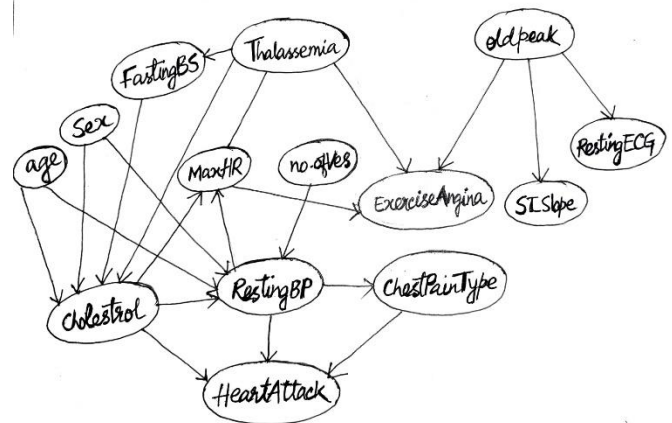 Thalassemia
oldpeak
FastingBS
Sex
RestingECG
age
MaxHR
no.ofVes
ExerciseAngina
STSlope
RestingBP
ChestPainType
Cholestrol
HeartAttack